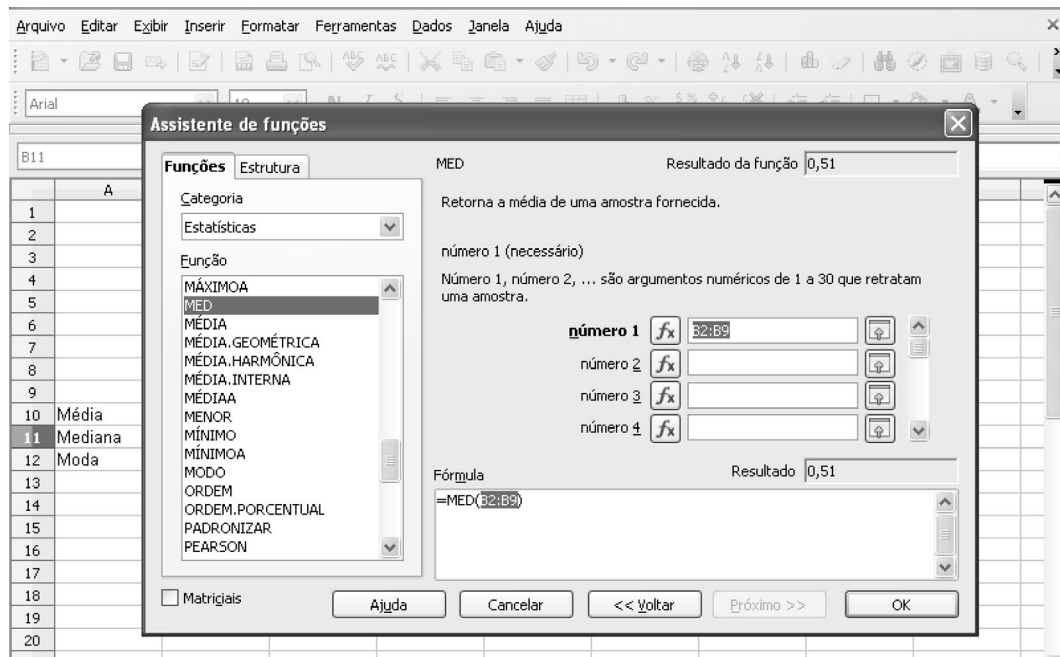 Arquivo Editar Exibir Inserir Formatar Ferramentas Dados Janela Ajuda
Arial
B11
Assistente de funções
Funções Estrutura
Categoria
Estatísticas
Função
MÁXIMOA
MED
MÉDIA
MÉDIA.GEOMÉTRICA
MÉDIA.HARMÔNICA
MÉDIA.INTERNA
MÉDIAA
MENOR
MÍNIMO
MÍNIMOA
MODO
ORDEM
ORDEM.PORCENTUAL
PADRONIZAR
PEARSON
Matriciais
MED Resultado da função 0,51
Retorna a média de uma amostra fornecida.
número 1 (necessário)
Número 1, número 2, ... são argumentos numéricos de 1 a 30 que retratam
uma amostra.
número 1 fx B2:B9
número 2 fx
número 3 fx
número 4 fx
Fórmula Resultado 0,51
=MED(B2:B9)
Ajuda Cancelar << Voltar Próximo >> OK
A
1
2
3
4
5
6
7
8
9
10 Média
11 Mediana
12 Moda
13
14
15
16
17
18
19
20